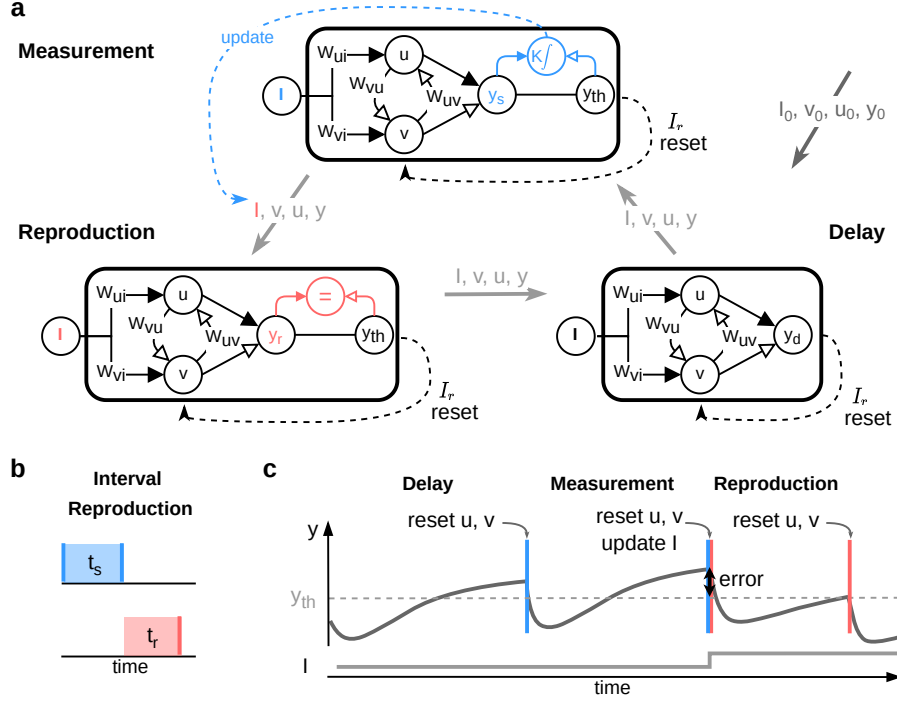 a
Measurement
update
I
W_ui
W_vi
u
v
W_vu
W_uv
y_s
K∫
y_th
I_r
reset
I_0, v_0, u_0, y_0
I, v, u, y
I, v, u, y
Reproduction
Delay
I
W_ui
W_vi
u
v
W_vu
W_uv
y_r
=
y_th
I_r
reset
I, v, u, y
I
W_ui
W_vi
u
v
W_vu
W_uv
y_d
I_r
reset
b
Interval
Reproduction
t_s
t_r
time
c
Delay
Measurement
Reproduction
y
reset u, v
reset u, v
update I
reset u, v
error
y_th
I
time